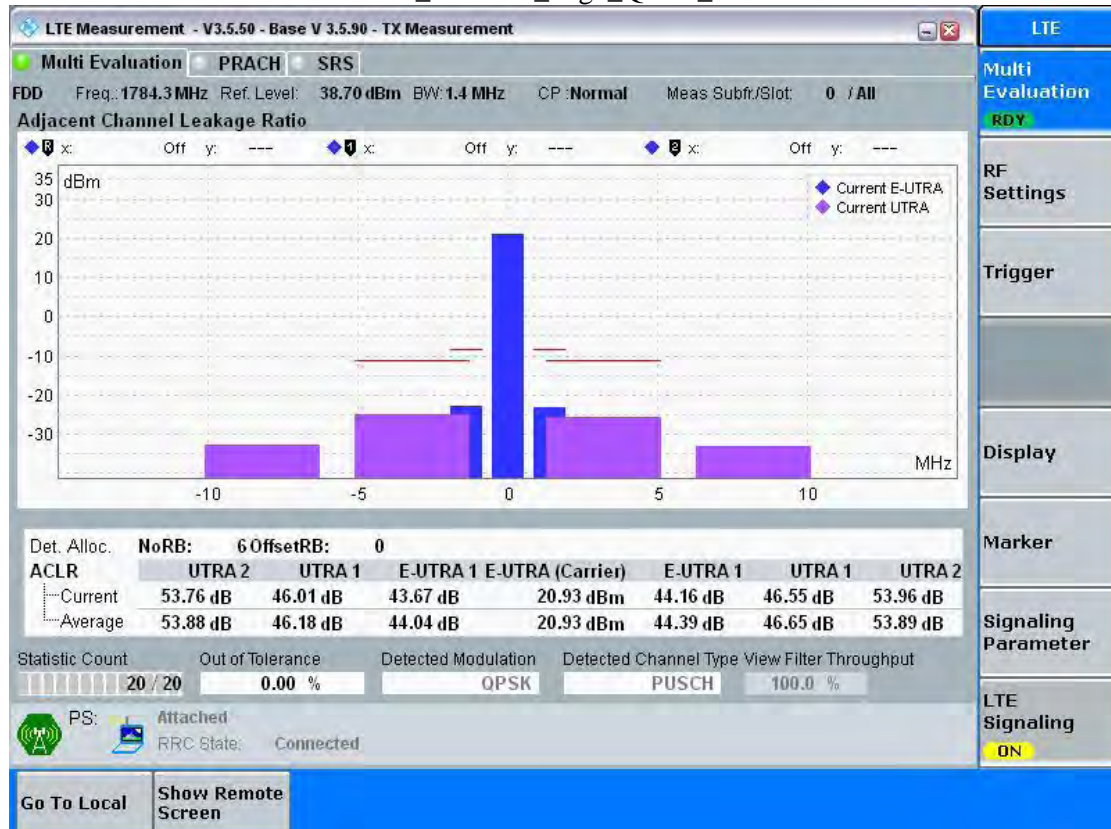 LTE Measurement - V3.5.50 - Base V 3.5.90 - TX Measurement
LTE
Multi Evaluation PRACH SRS
Multi Evaluation
RDY
FDD Freq.: 1784.3 MHz Ref. Level: 38.70 dBm BW: 1.4 MHz CP :Normal Meas Subfr./Slot: 0 / All
Adjacent Channel Leakage Ratio
R x: Off y: --- 1 x: Off y: --- 2 x: Off y: ---
35 dBm
30
20
10
0
-10
-20
-30
Current E-UTRA
Current UTRA
MHz
-10 -5 0 5 10
RF Settings
Trigger
Display
Marker
Signaling Parameter
LTE Signaling
ON
Det. Alloc. NoRB: 6 OffsetRB: 0
ACLR UTRA 2 UTRA 1 E-UTRA 1 E-UTRA (Carrier) E-UTRA 1 UTRA 1 UTRA 2
Current 53.76 dB 46.01 dB 43.67 dB 20.93 dBm 44.16 dB 46.55 dB 53.96 dB
Average 53.88 dB 46.18 dB 44.04 dB 20.93 dBm 44.39 dB 46.65 dB 53.89 dB
Statistic Count Out of Tolerance Detected Modulation Detected Channel Type View Filter Throughput
20 / 20 0.00 % QPSK PUSCH 100.0 %
PS: Attached
RRC State: Connected
Go To Local
Show Remote Screen